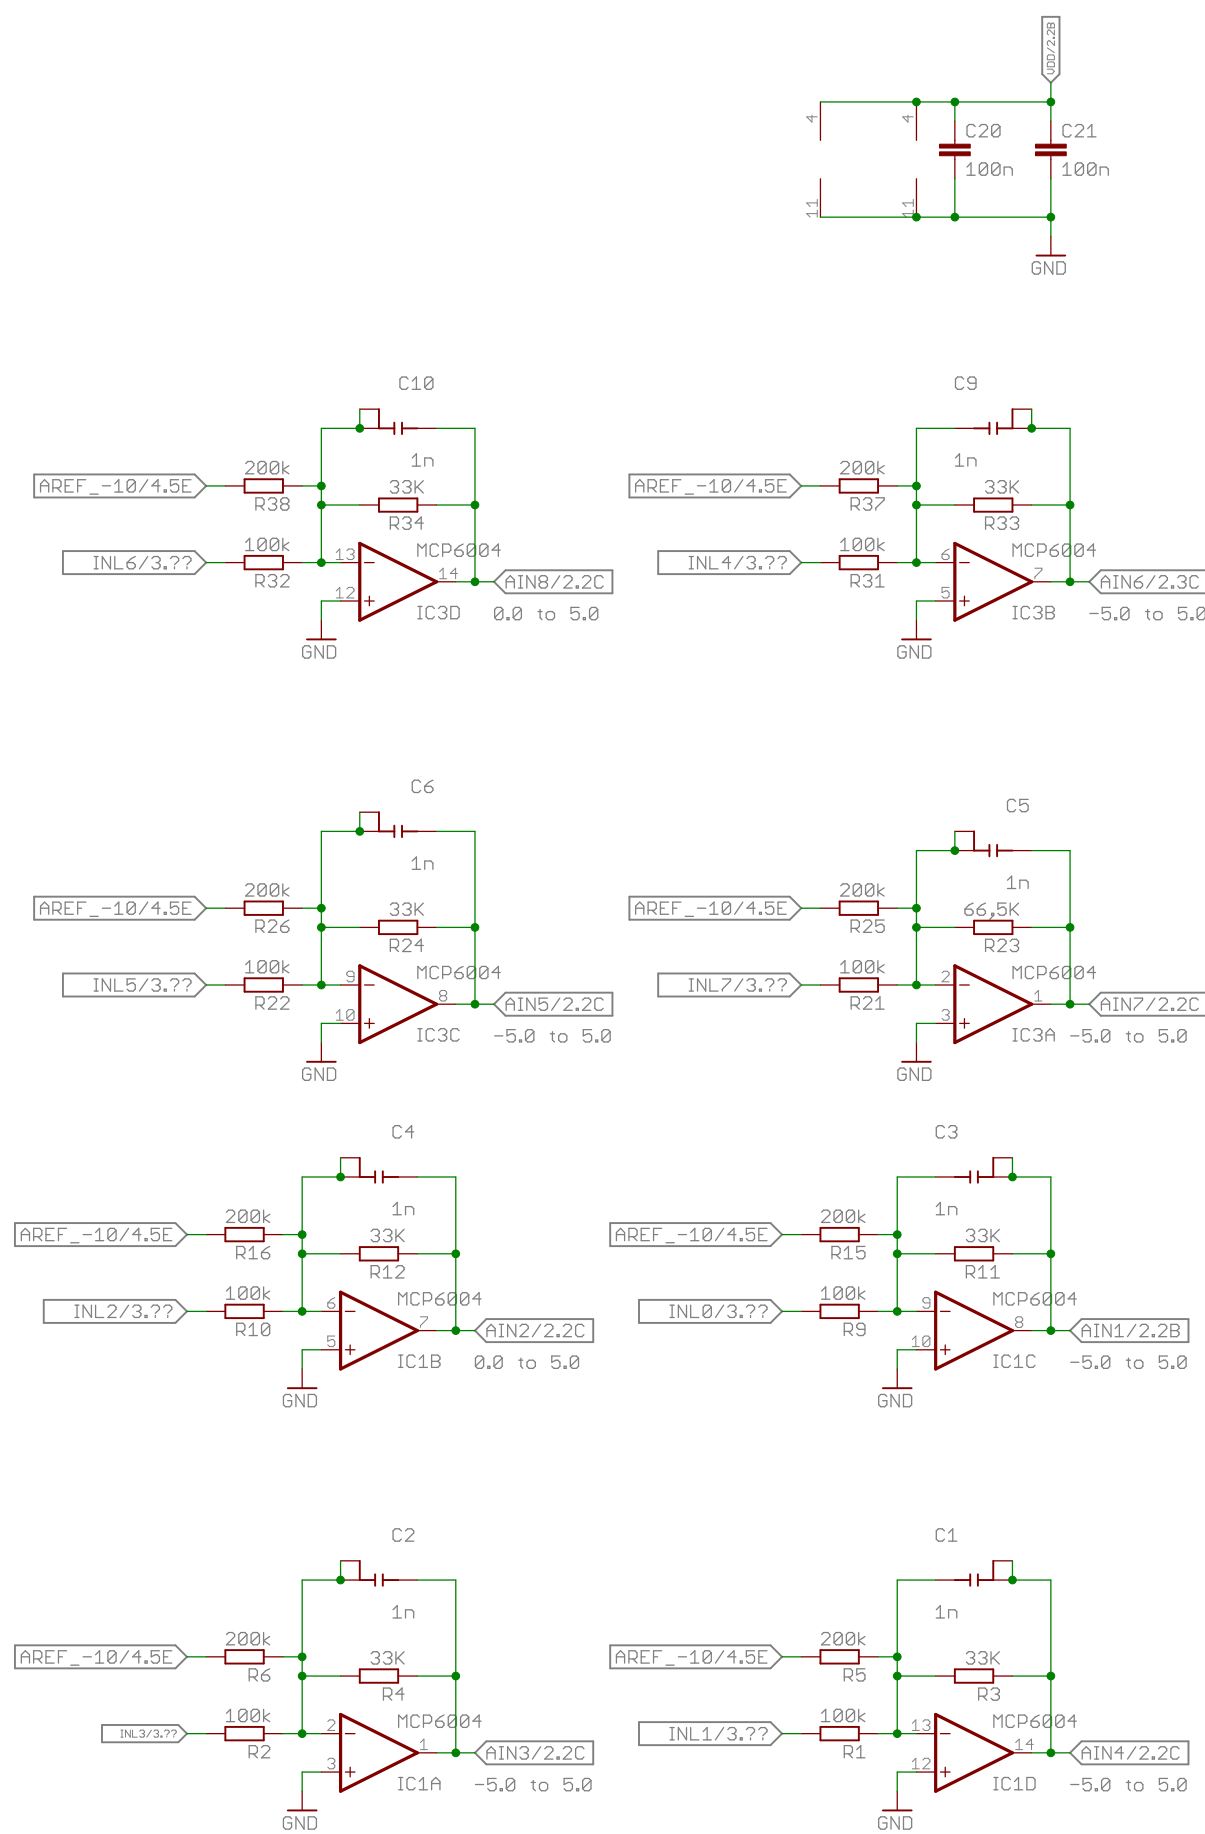 VDD/2.2B
4
4
C20
C21
100n
100n
11
11
GND
C10
C9
1n
1n
AREF_-10/4.5E
200k
R38
33K
R34
AREF_-10/4.5E
200k
R37
33K
R33
INL6/3.??
100k
R32
13
12
MCP6004
14
IC3D
AIN8/2.2C
0.0 to 5.0
GND
INL4/3.??
100k
R31
6
5
MCP6004
7
IC3B
AIN6/2.3C
-5.0 to 5.0
GND
C6
C5
1n
1n
AREF_-10/4.5E
200k
R26
33K
R24
AREF_-10/4.5E
200k
R25
66,5K
R23
INL5/3.??
100k
R22
9
10
MCP6004
8
IC3C
AIN5/2.2C
-5.0 to 5.0
GND
INL7/3.??
100k
R21
2
3
MCP6004
1
IC3A
AIN7/2.2C
-5.0 to 5.0
GND
C4
C3
1n
1n
AREF_-10/4.5E
200k
R16
33K
R12
AREF_-10/4.5E
200k
R15
33K
R11
INL2/3.??
100k
R10
6
5
MCP6004
7
IC1B
AIN2/2.2C
0.0 to 5.0
GND
INL0/3.??
100k
R9
9
10
MCP6004
8
IC1C
AIN1/2.2B
-5.0 to 5.0
GND
C2
C1
1n
1n
AREF_-10/4.5E
200k
R6
33K
R4
AREF_-10/4.5E
200k
R5
33K
R3
INL3/3.??
100k
R2
2
3
MCP6004
1
IC1A
AIN3/2.2C
-5.0 to 5.0
GND
INL1/3.??
100k
R1
13
12
MCP6004
14
IC1D
AIN4/2.2C
-5.0 to 5.0
GND